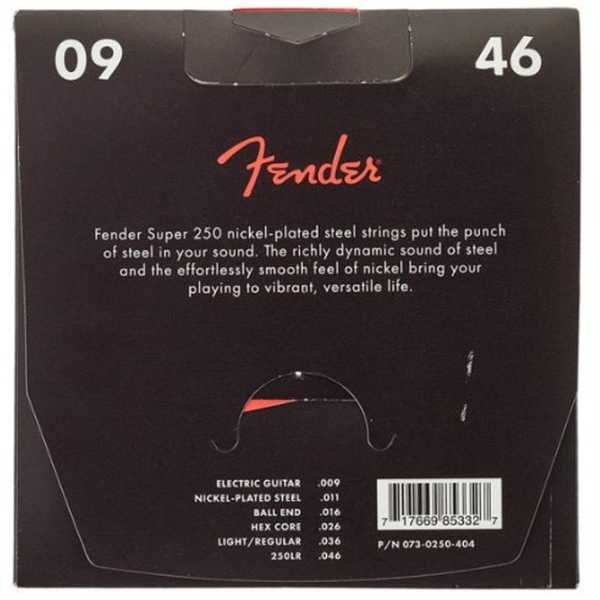 09 46
Fender
Fender Super 250 nickel-plated steel strings put the punch
of steel in your sound. The richly dynamic sound of steel
and the effortlessly smooth feel of nickel bring your
playing to vibrant, versatile life.
ELECTRIC GUITAR .009
NICKEL-PLATED STEEL .011
BALL END .016
HEX CORE .026
LIGHT/REGULAR .036
250LR .046
7 17669 85332 7
P/N 073-0250-404